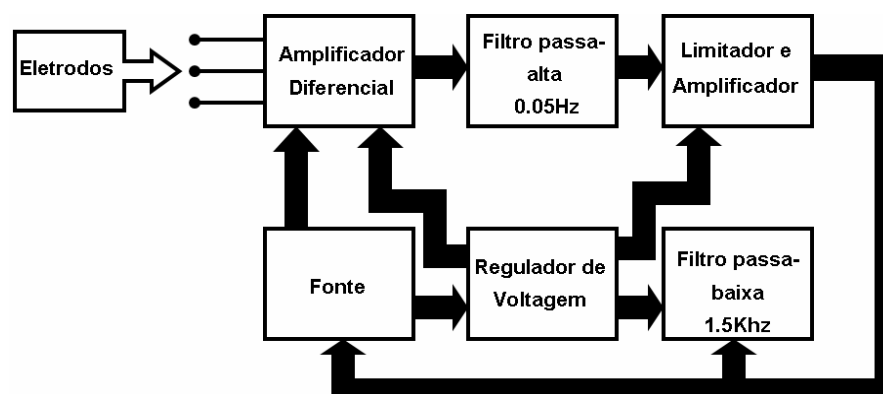 Eletrodos
Amplificador
Diferencial
Filtro passa-
alta
0.05Hz
Limitador e
Amplificador
Fonte
Regulador de
Voltagem
Filtro passa-
baixa
1.5Khz